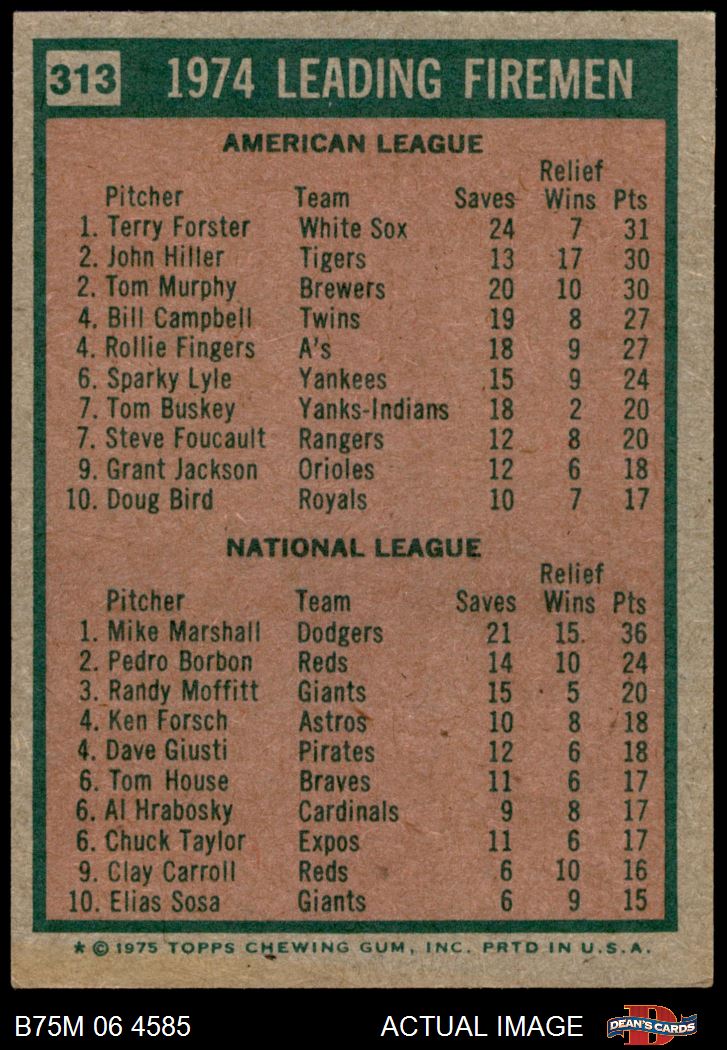 313 1974 LEADING FIREMEN
AMERICAN LEAGUE
Relief
Pitcher Team Saves Wins Pts
1. Terry Forster White Sox 24 7 31
2. John Hiller Tigers 13 17 30
2. Tom Murphy Brewers 20 10 30
4. Bill Campbell Twins 19 8 27
4. Rollie Fingers A's 18 9 27
6. Sparky Lyle Yankees 15 9 24
7. Tom Buskey Yanks-Indians 18 2 20
7. Steve Foucault Rangers 12 8 20
9. Grant Jackson Orioles 12 6 18
10. Doug Bird Royals 10 7 17
NATIONAL LEAGUE
Relief
Pitcher Team Saves Wins Pts
1. Mike Marshall Dodgers 21 15 36
2. Pedro Borbon Reds 14 10 24
3. Randy Moffitt Giants 15 5 20
4. Ken Forsch Astros 10 8 18
4. Dave Giusti Pirates 12 6 18
6. Tom House Braves 11 6 17
6. Al Hrabosky Cardinals 9 8 17
6. Chuck Taylor Expos 11 6 17
9. Clay Carroll Reds 6 10 16
10. Elias Sosa Giants 6 9 15
* © 1975 TOPPS CHEWING GUM, INC. PRTD IN U.S.A.
B75M 06 4585 ACTUAL IMAGE D DEAN'S CARDS